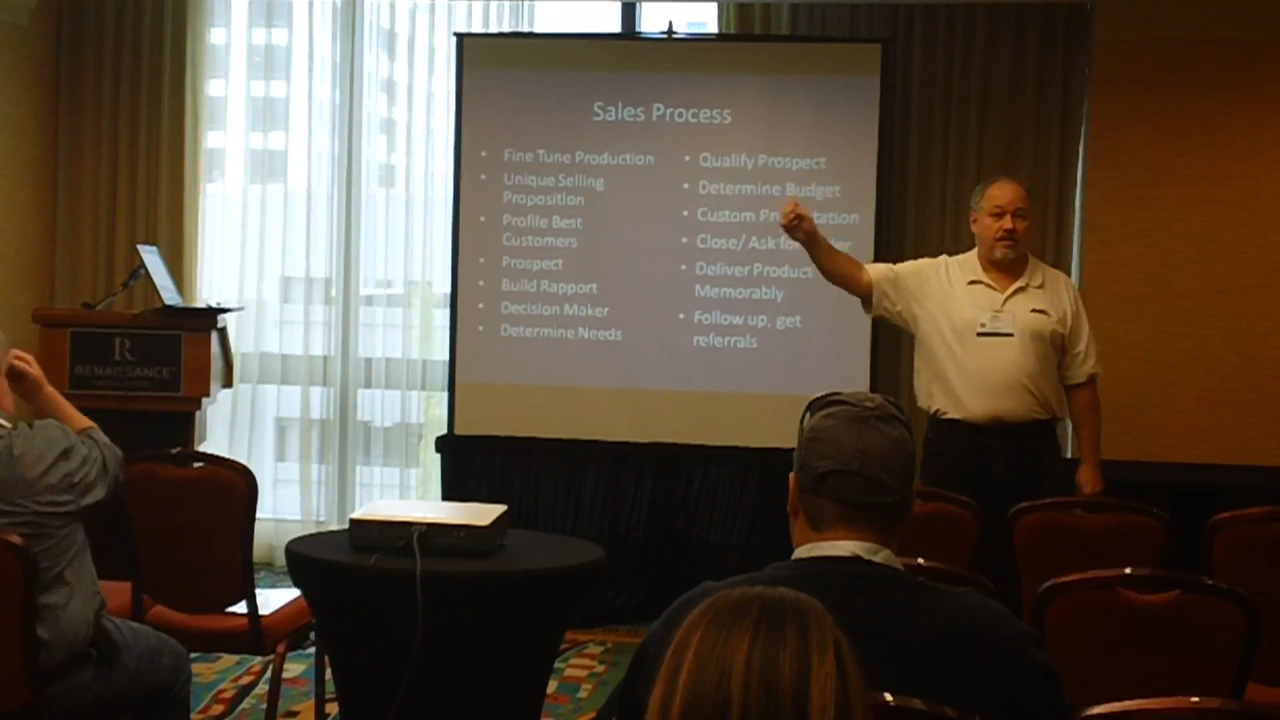 Sales Process
• Fine Tune Production
• Unique Selling
Proposition
• Profile Best
Customers
• Prospect
• Build Rapport
• Decision Maker
• Determine Needs
• Qualify Prospect
• Determine Budget
• Custom
• Close/ Ask for
• Deliver Product
Memorably
• Follow up, get
referrals
R
RENAISSANCE